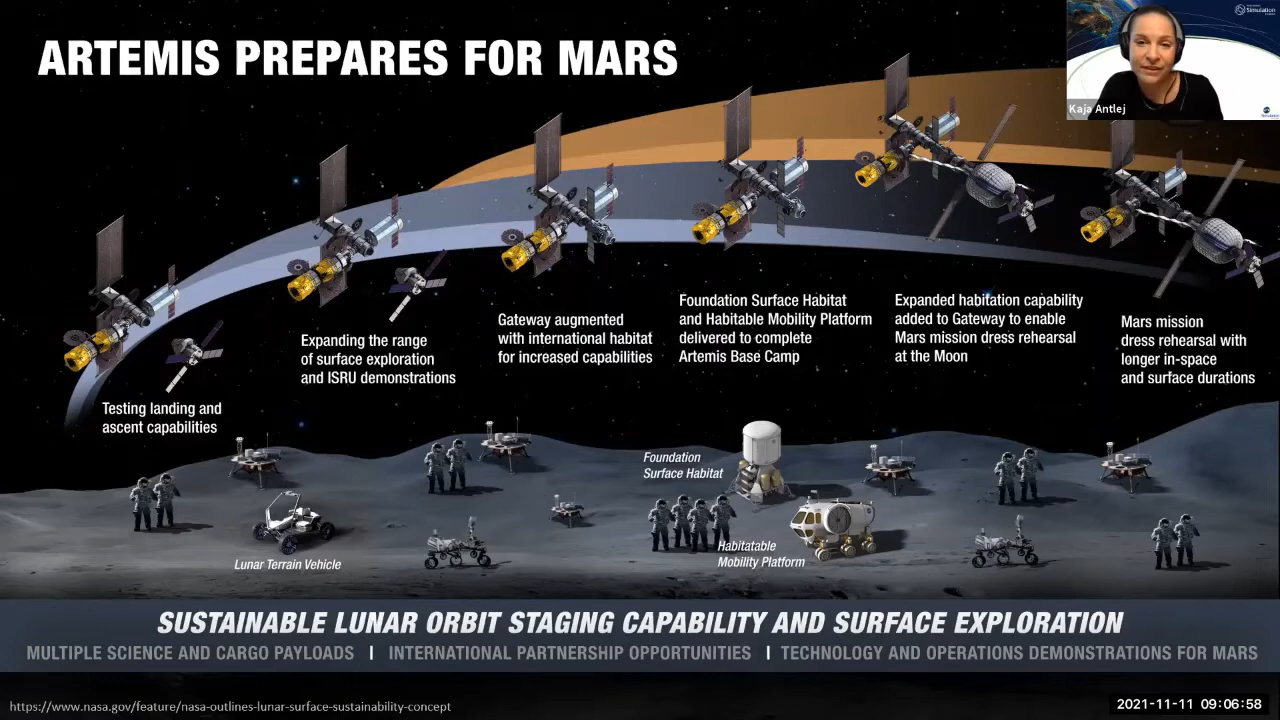 ARTEMIS PREPARES FOR MARS
Simulation
Kaja Antlej
Testing landing and
ascent capabilities
Expanding the range
of surface exploration
and ISRU demonstrations
Gateway augmented
with international habitat
for increased capabilities
Foundation Surface Habitat
and Habitable Mobility Platform
delivered to complete
Artemis Base Camp
Expanded habitation capability
added to Gateway to enable
Mars mission dress rehearsal
at the Moon
Mars mission
dress rehearsal with
longer in-space
and surface durations
Foundation
Surface Habitat
Lunar Terrain Vehicle
Habitatable
Mobility Platform
SUSTAINABLE LUNAR ORBIT STAGING CAPABILITY AND SURFACE EXPLORATION
MULTIPLE SCIENCE AND CARGO PAYLOADS | INTERNATIONAL PARTNERSHIP OPPORTUNITIES | TECHNOLOGY AND OPERATIONS DEMONSTRATIONS FOR MARS
https://www.nasa.gov/feature/nasa-outlines-lunar-surface-sustainability-concept
2021-11-11 09:06:58